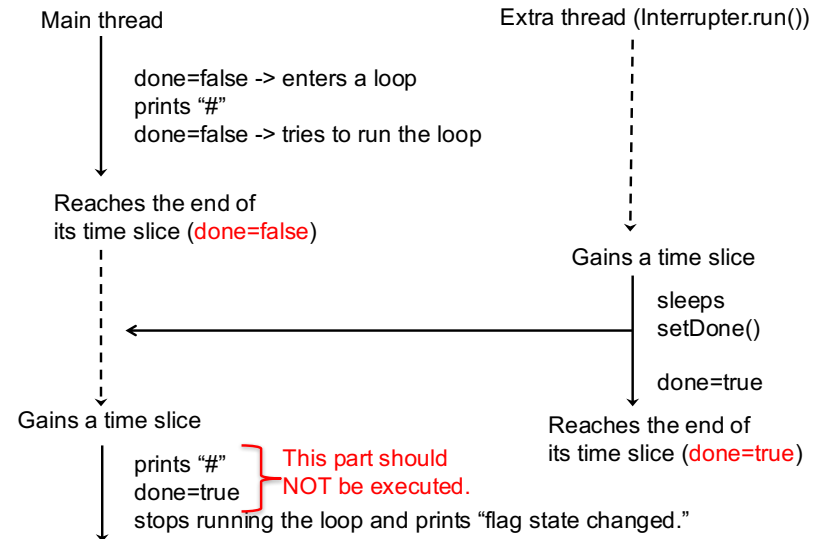 Main thread
Extra thread (Interrupter.run())
done=false -> enters a loop
prints “#”
done=false -> tries to run the loop
Reaches the end of
its time slice (done=false)
Gains a time slice
sleeps
setDone()
done=true
Reaches the end of
its time slice (done=true)
Gains a time slice
prints “#”
done=true
This part should
NOT be executed.
stops running the loop and prints “flag state changed.”